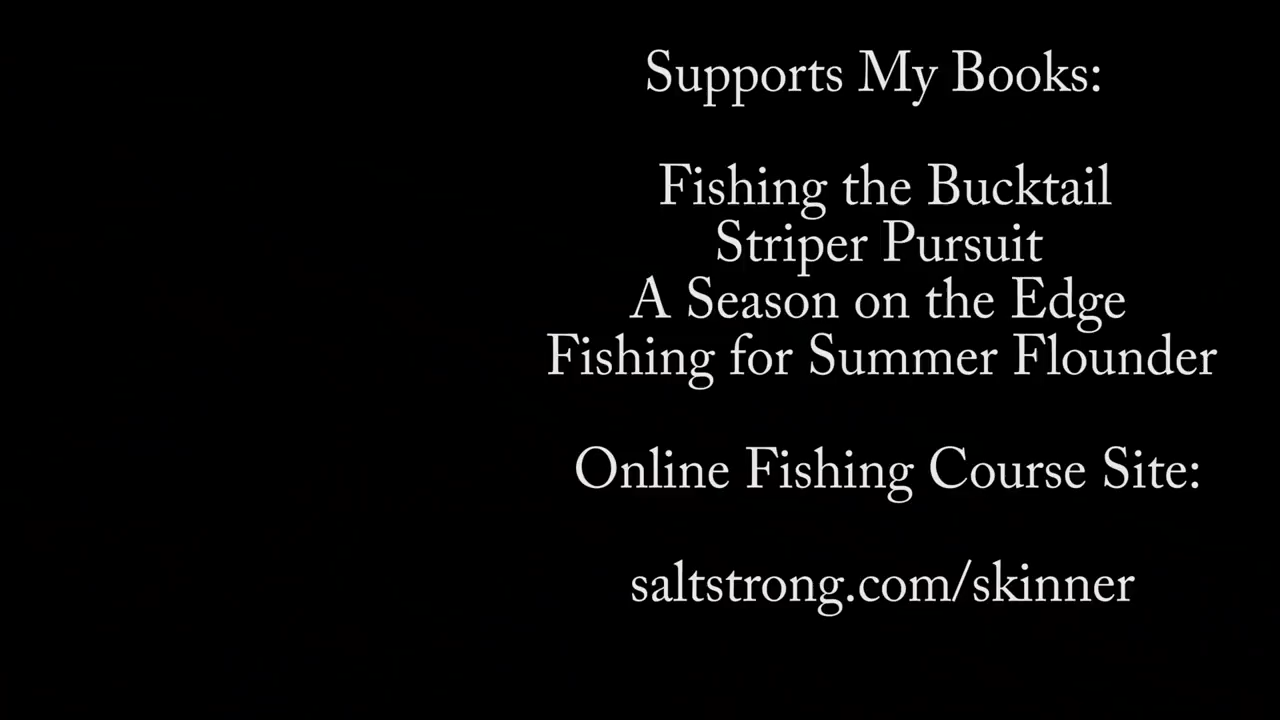 Supports My Books:
Fishing the Bucktail
Striper Pursuit
A Season on the Edge
Fishing for Summer Flounder
Online Fishing Course Site:
saltstrong.com/skinner